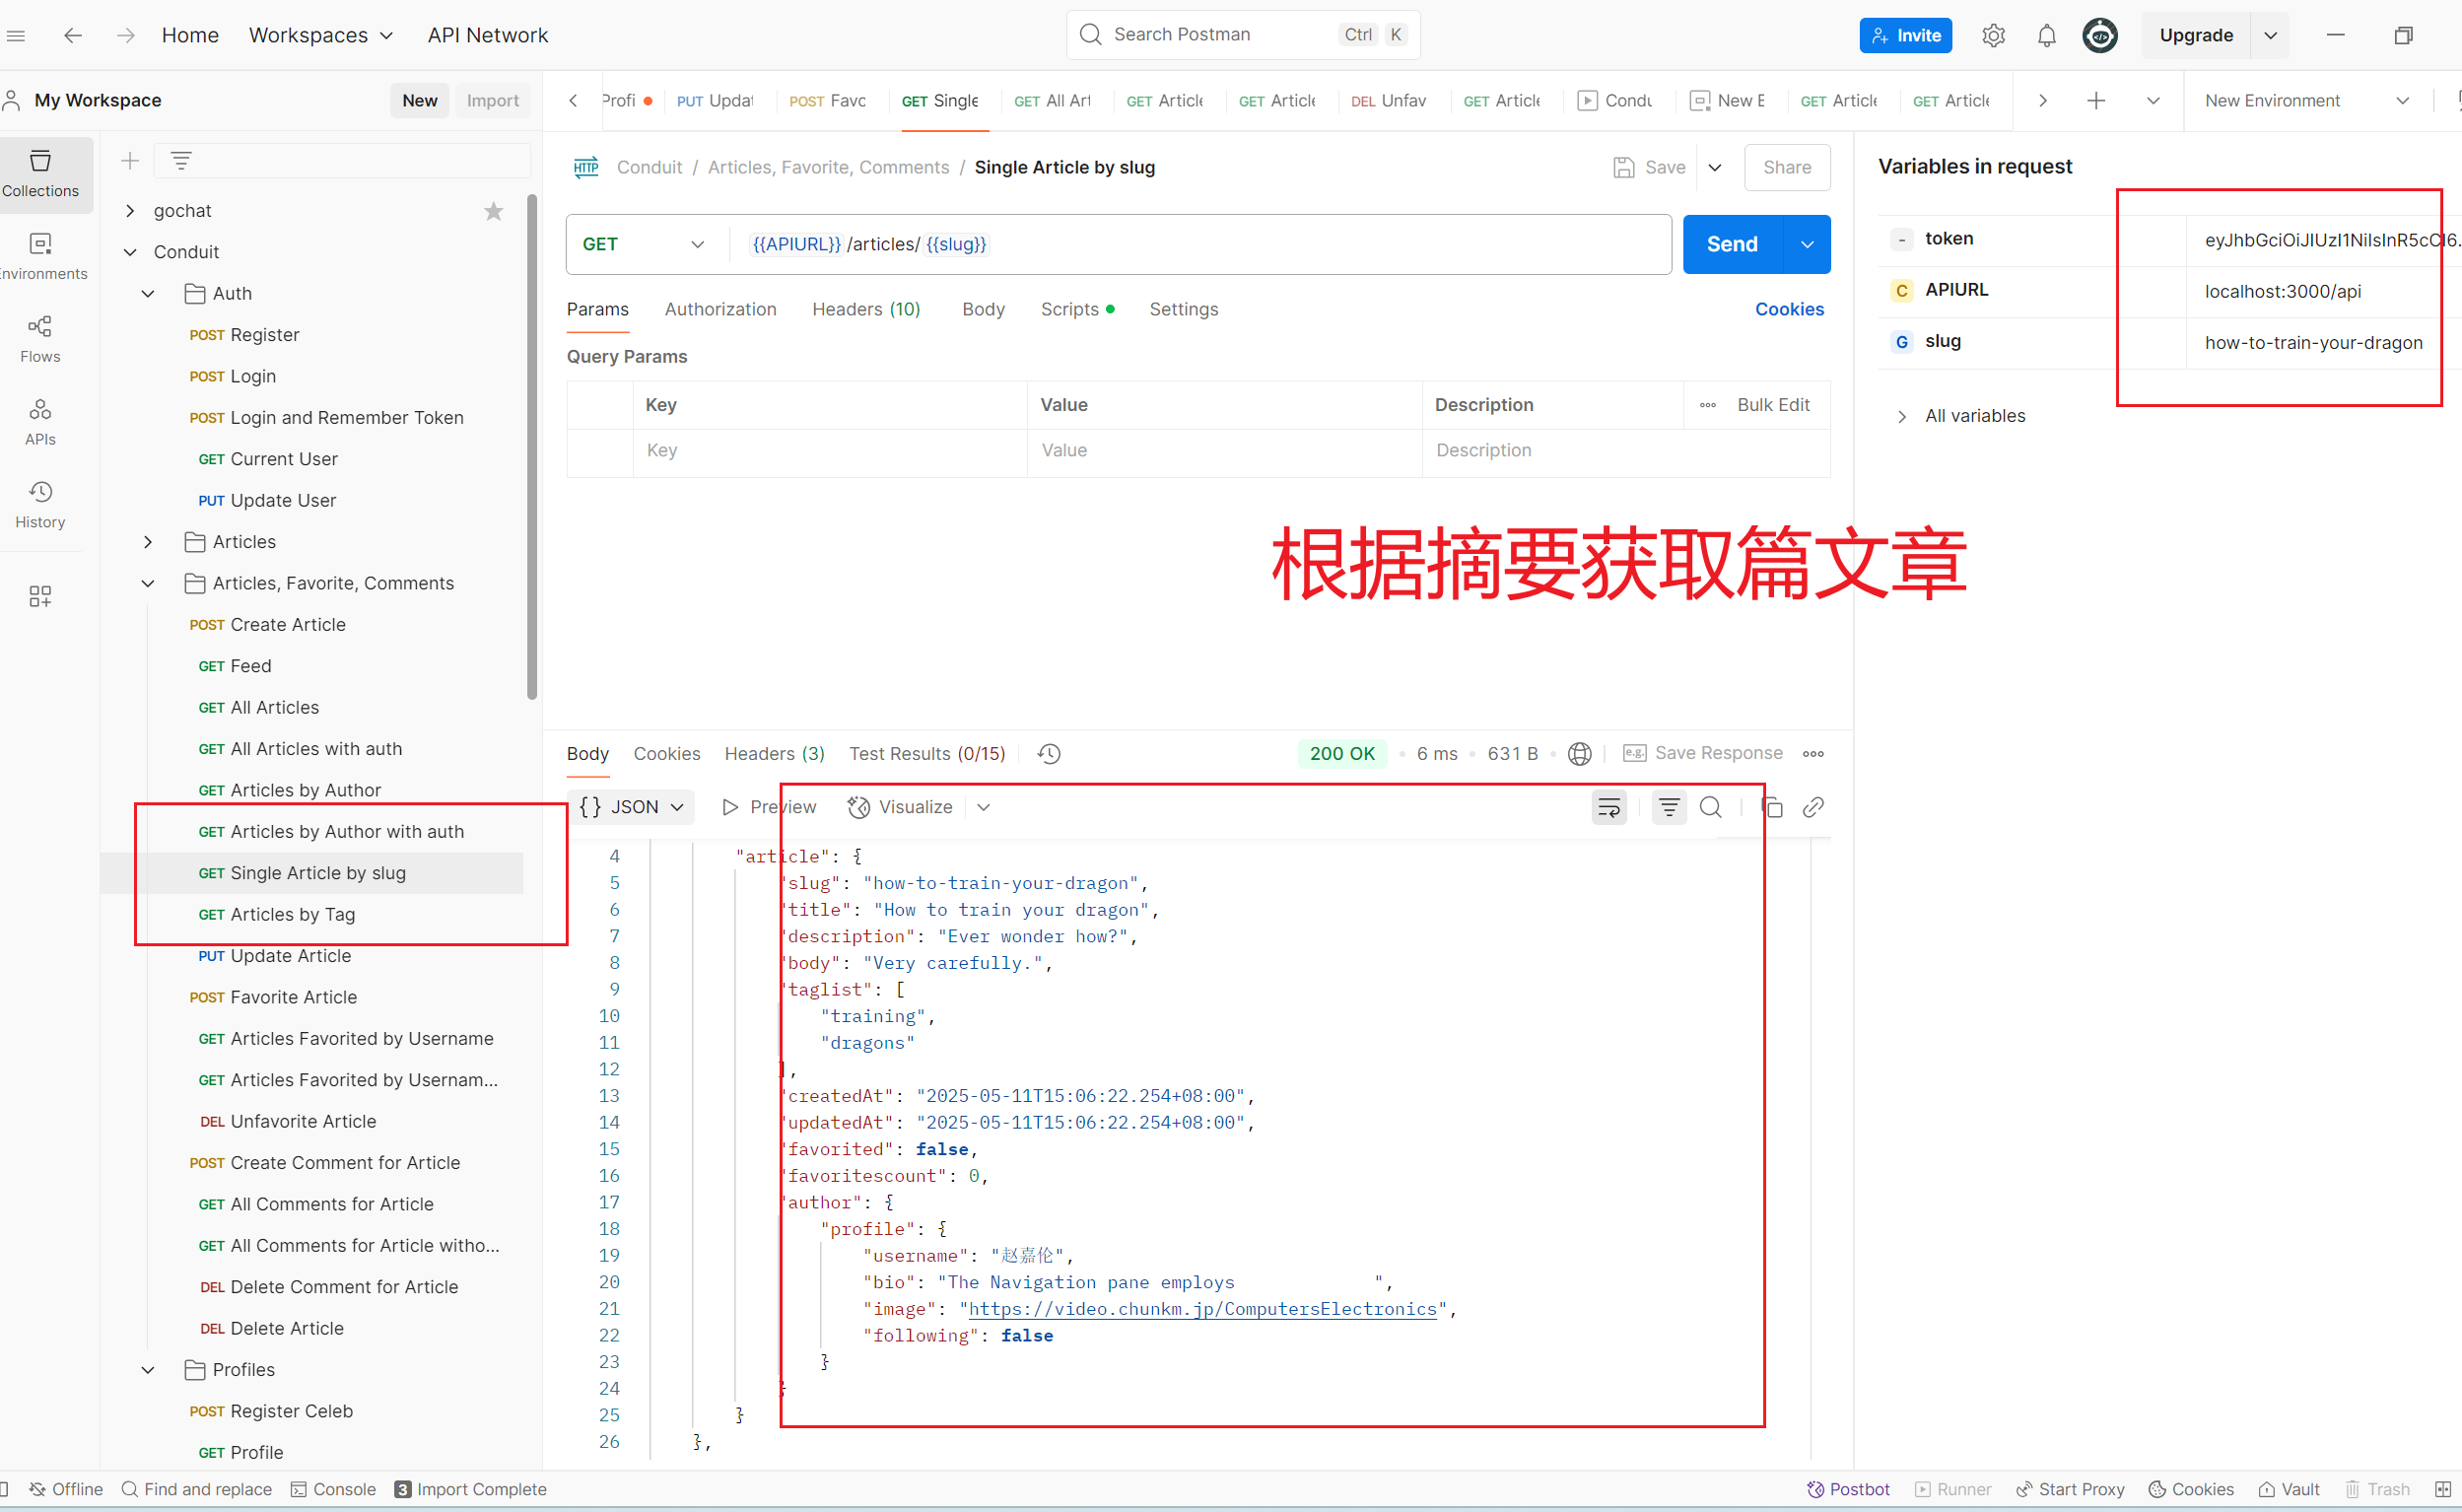 Home Workspaces API Network Search Postman Ctrl K Invite Upgrade
My Workspace New Import
Profi PUT Updat POST Favc GET Single GET All Art GET Article GET Article DEL Unfav GET Article Condu New E GET Article GET Article New Environment
Collections
Environments
Flows
APIs
History
gochat
Conduit
Auth
POST Register
POST Login
POST Login and Remember Token
GET Current User
PUT Update User
Articles
Articles, Favorite, Comments
POST Create Article
GET Feed
GET All Articles
GET All Articles with auth
GET Articles by Author
GET Articles by Author with auth
GET Single Article by slug
GET Articles by Tag
PUT Update Article
POST Favorite Article
GET Articles Favorited by Username
GET Articles Favorited by Usernam...
DEL Unfavorite Article
POST Create Comment for Article
GET All Comments for Article
GET All Comments for Article witho...
DEL Delete Comment for Article
DEL Delete Article
Profiles
POST Register Celeb
GET Profile
HTTP Conduit / Articles, Favorite, Comments / Single Article by slug Save Share
GET {{APIURL}} /articles/ {{slug}} Send
Params Authorization Headers (10) Body Scripts Settings Cookies
Query Params
Key Value Description Bulk Edit
Key Value Description
根据摘要获取篇文章
Variables in request
- token eyJhbGciOiJIUzI1NiIsInR5cCI6.
C APIURL localhost:3000/api
G slug how-to-train-your-dragon
All variables
Body Cookies Headers (3) Test Results (0/15) 200 OK 6 ms 631 B e.g. Save Response
{} JSON Preview Visualize
4 "article": {
5 "slug": "how-to-train-your-dragon",
6 "title": "How to train your dragon",
7 "description": "Ever wonder how?",
8 "body": "Very carefully.",
9 "taglist": [
10 "training",
11 "dragons"
12 ],
13 "createdAt": "2025-05-11T15:06:22.254+08:00",
14 "updatedAt": "2025-05-11T15:06:22.254+08:00",
15 "favorited": false,
16 "favoritescount": 0,
17 "author": {
18 "profile": {
19 "username": "赵嘉伦",
20 "bio": "The Navigation pane employs ",
21 "image": "https://video.chunkm.jp/ComputersElectronics",
22 "following": false
23 }
24 }
25 }
26 },
Offline Find and replace Console 3 Import Complete Postbot Runner Start Proxy Cookies Vault Trash